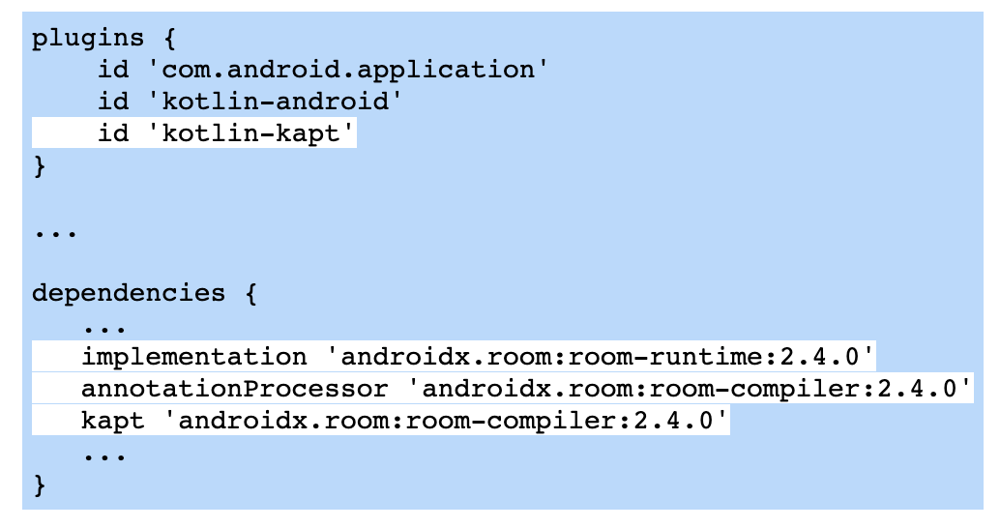 plugins {
    id 'com.android.application'
    id 'kotlin-android'
    id 'kotlin-kapt'
}
...
dependencies {
   ...
   implementation 'androidx.room:room-runtime:2.4.0'
   annotationProcessor 'androidx.room:room-compiler:2.4.0'
   kapt 'androidx.room:room-compiler:2.4.0'
   ...
}